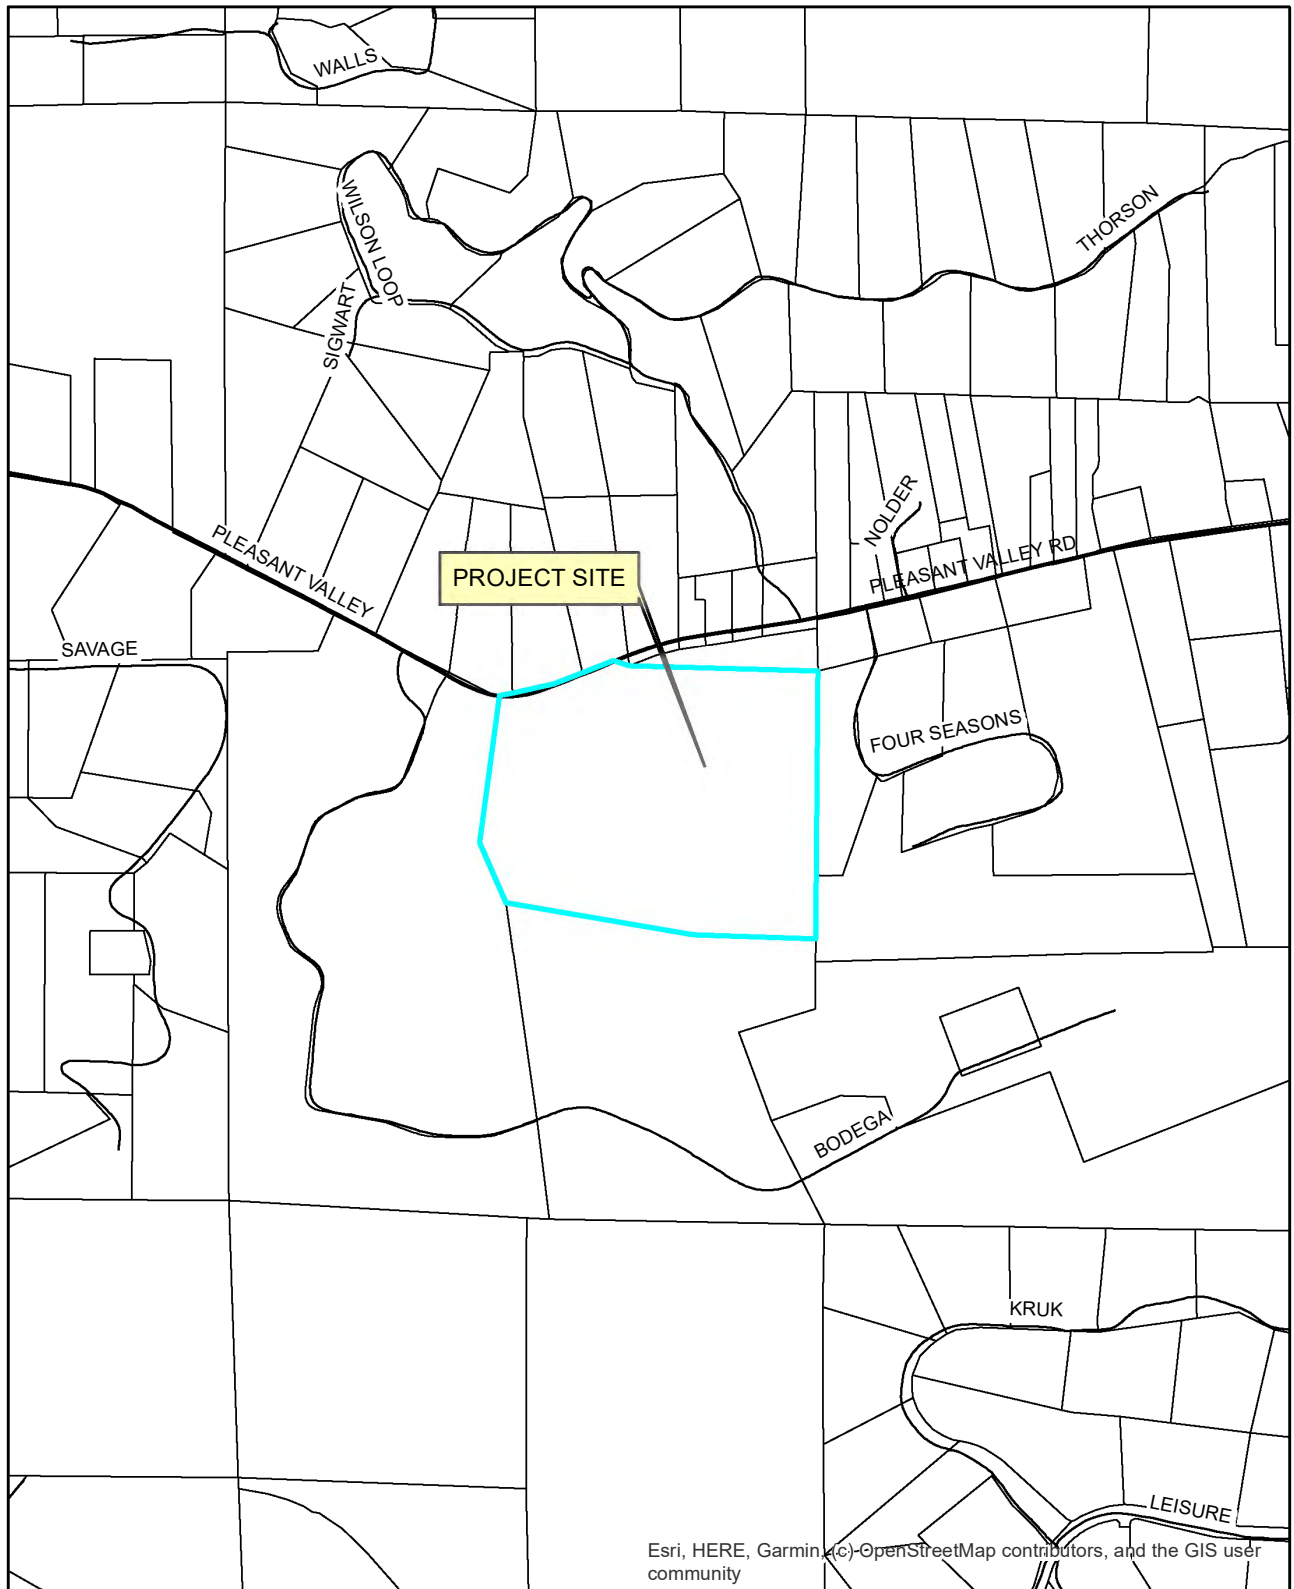 WALLS
WILSON LOOP
THORSON
SIGWART
NOLDER
PLEASANT VALLEY
PLEASANT VALLEY RD
PROJECT SITE
SAVAGE
FOUR SEASONS
BODEGA
KRUK
LEISURE
Esri, HERE, Garmin, (c) OpenStreetMap contributors, and the GIS user
community